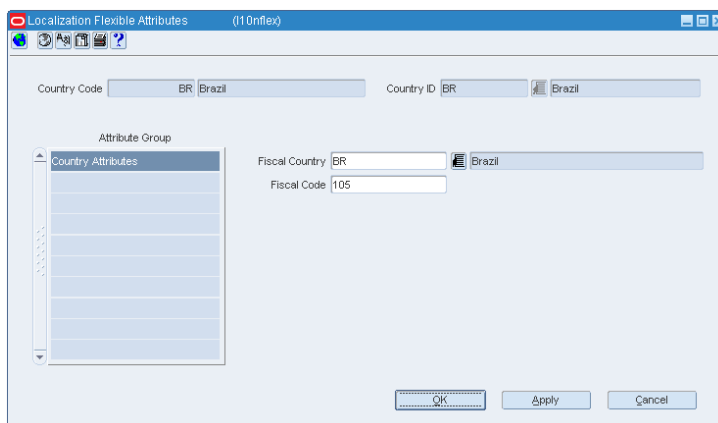 Localization Flexible Attributes (l10nflex)
Country Code BR Brazil Country ID BR Brazil
Attribute Group
Country Attributes Fiscal Country BR Brazil
Fiscal Code 105
OK Apply Cancel